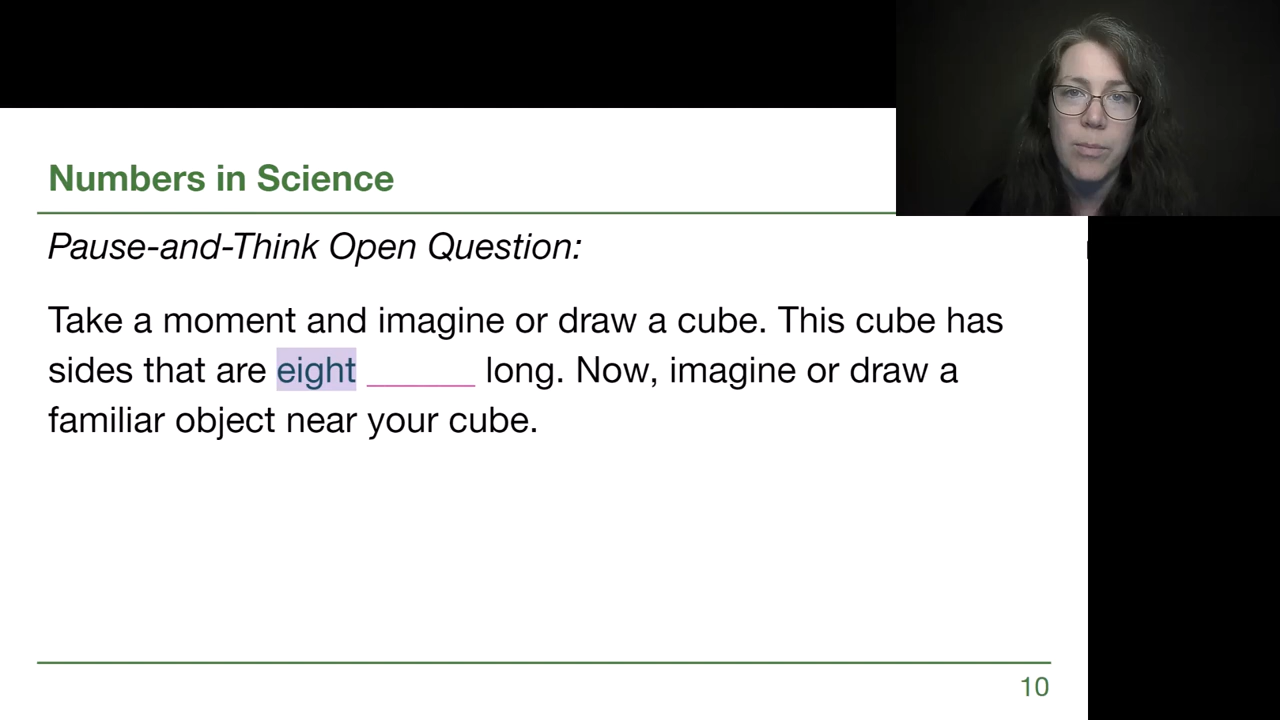 Numbers in Science
Pause-and-Think Open Question:
Take a moment and imagine or draw a cube. This cube has
sides that are eight ______ long. Now, imagine or draw a
familiar object near your cube.
10